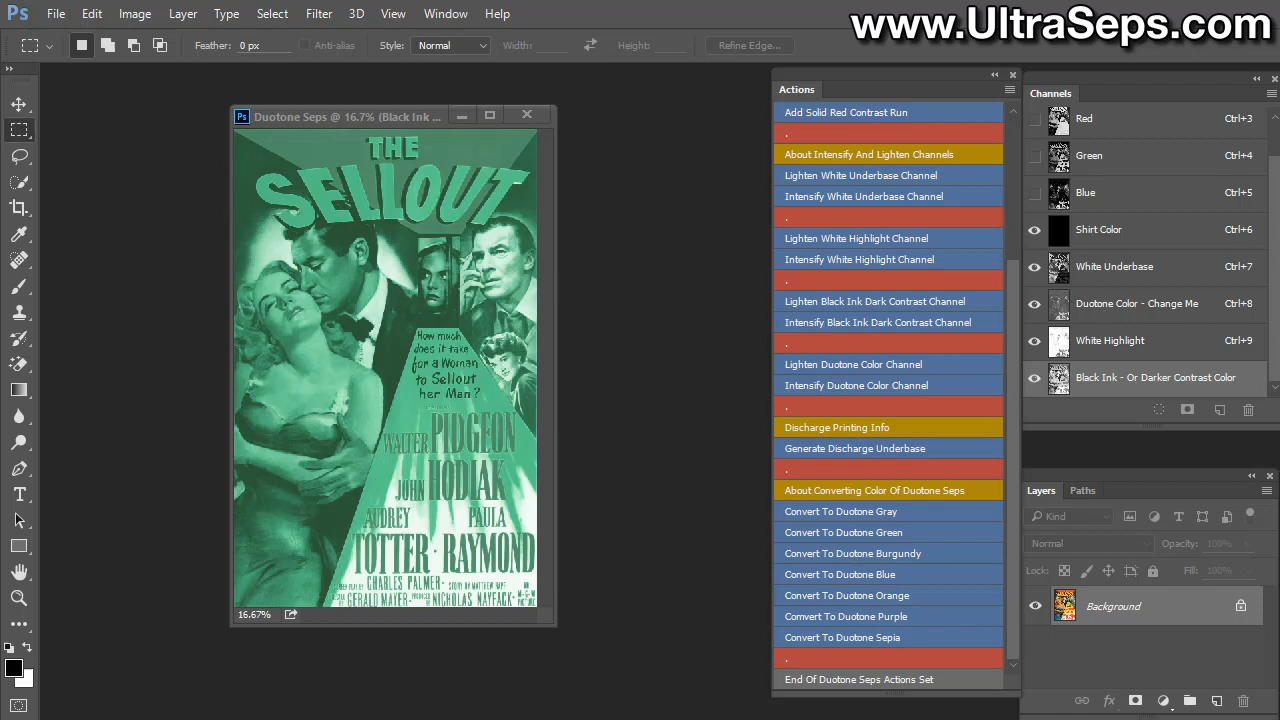 Ps File Edit Image Layer Type Select Filter 3D View Window Help
www.UltraSeps.com
Feather: 0 px Anti-alias Style: Normal Width: Height: Refine Edge...
Duotone Seps @ 16.7% (Black Ink ...
THE
SELLOUT
How much
does it take
for a Woman
to Sellout
her Man?
WALTER PIDGEON
JOHN HODIAK
AUDREY PAULA
TOTTER · RAYMOND
CHARLES PALMER
GERALD MAYER NICHOLAS NAYFACK
16.67%
Actions
Add Solid Red Contrast Run
.
About Intensify And Lighten Channels
Lighten White Underbase Channel
Intensify White Underbase Channel
.
Lighten White Highlight Channel
Intensify White Highlight Channel
.
Lighten Black Ink Dark Contrast Channel
Intensify Black Ink Dark Contrast Channel
.
Lighten Duotone Color Channel
Intensify Duotone Color Channel
.
Discharge Printing Info
Generate Discharge Underbase
.
About Converting Color Of Duotone Seps
Convert To Duotone Gray
Convert To Duotone Green
Convert To Duotone Burgundy
Convert To Duotone Blue
Convert To Duotone Orange
Comvert To Duotone Purple
Convert To Duotone Sepia
.
End Of Duotone Seps Actions Set
Channels
Red Ctrl+3
Green Ctrl+4
Blue Ctrl+5
Shirt Color Ctrl+6
White Underbase Ctrl+7
Duotone Color - Change Me Ctrl+8
White Highlight Ctrl+9
Black Ink - Or Darker Contrast Color
Layers Paths
Kind
Normal Opacity: 100%
Lock: Fill: 100%
Background